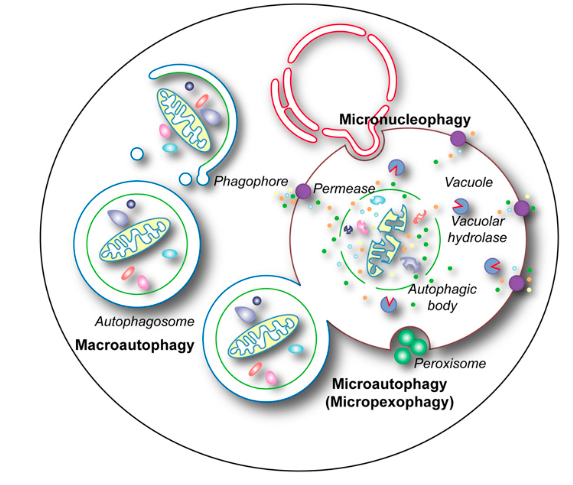 Micronucleophagy
Phagophore
Permease
Vacuole
Vacuolar
hydrolase
Autophagic
body
Autophagosome
Macroautophagy
Peroxisome
Microautophagy
(Micropexophagy)